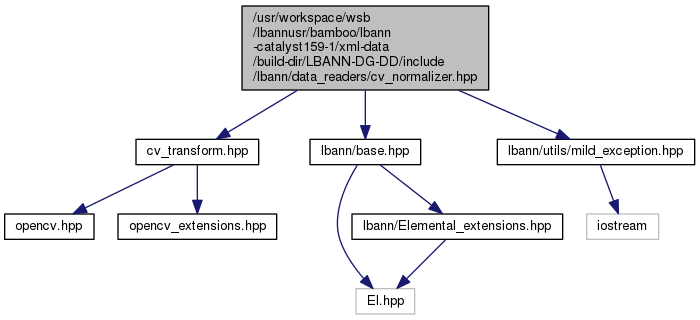 /usr/workspace/wsb
/lbannusr/bamboo/lbann
-catalyst159-1/xml-data
/build-dir/LBANN-DG-DD/include
/lbann/data_readers/cv_normalizer.hpp
cv_transform.hpp
lbann/base.hpp
lbann/utils/mild_exception.hpp
opencv.hpp
opencv_extensions.hpp
lbann/Elemental_extensions.hpp
iostream
El.hpp